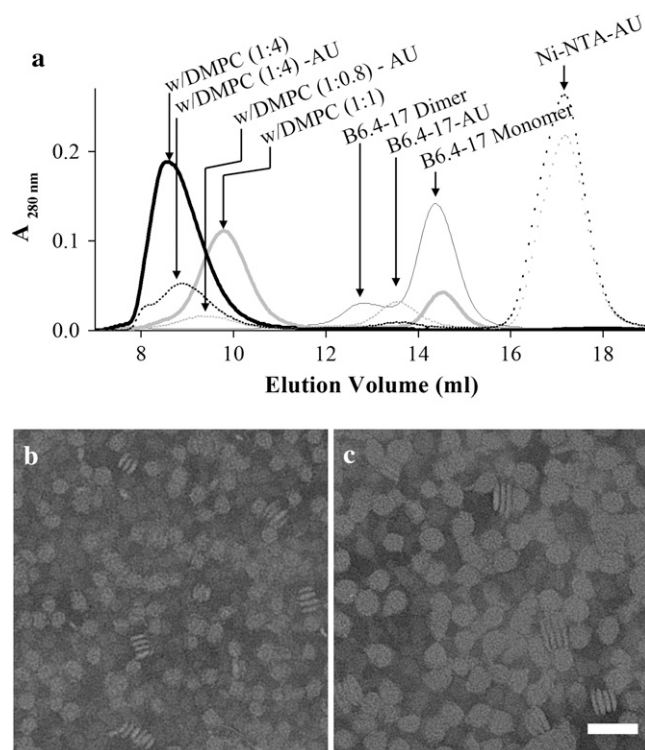 a
w/DMPC (1:4)
w/DMPC (1:4) -AU
w/DMPC (1:0.8) - AU
w/DMPC (1:1)
B6.4-17 Dimer
B6.4-17-AU
B6.4-17 Monomer
Ni-NTA-AU
A 280 nm
0.2
0.1
0.0
8 10 12 14 16 18
Elution Volume (ml)
b
c